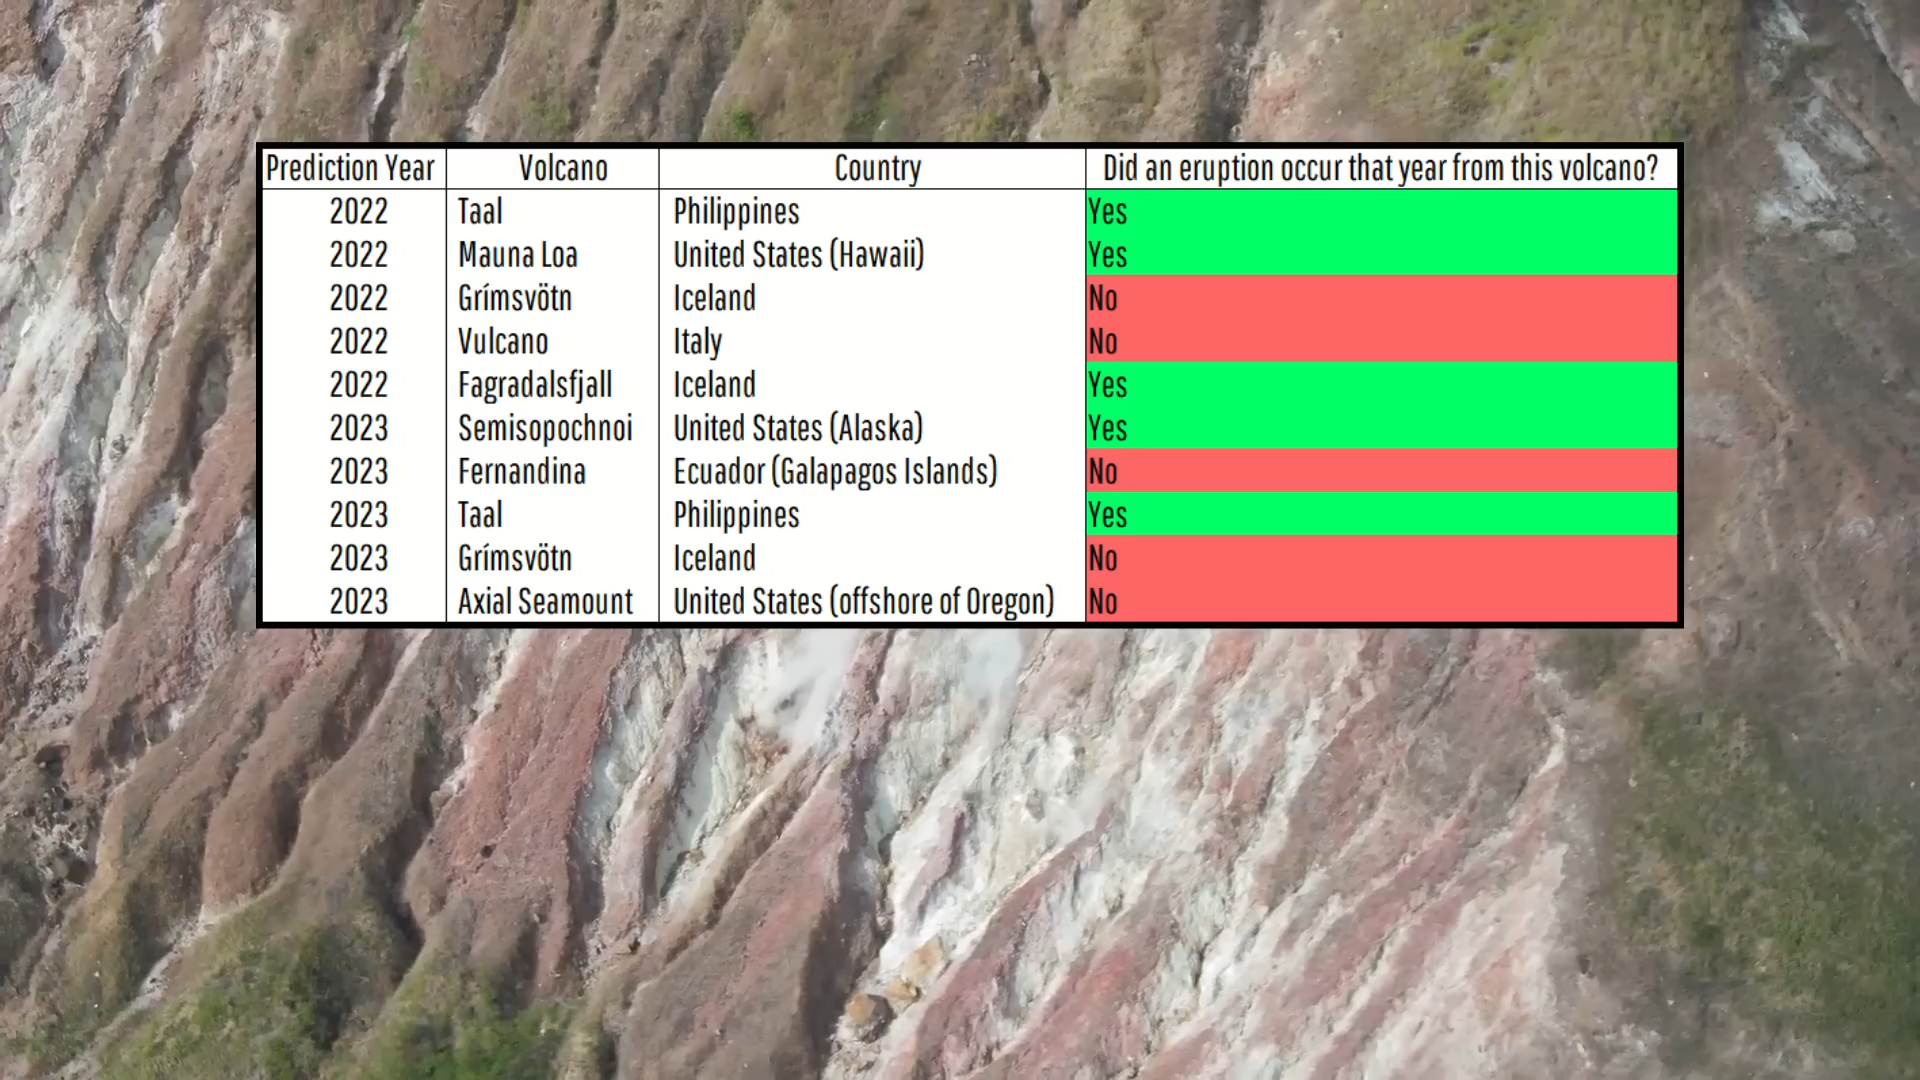 Prediction Year Volcano Country Did an eruption occur that year from this volcano?
2022 Taal Philippines Yes
2022 Mauna Loa United States (Hawaii) Yes
2022 Grímsvötn Iceland No
2022 Vulcano Italy No
2022 Fagradalsfjall Iceland Yes
2023 Semisopochnoi United States (Alaska) Yes
2023 Fernandina Ecuador (Galapagos Islands) No
2023 Taal Philippines Yes
2023 Grímsvötn Iceland No
2023 Axial Seamount United States (offshore of Oregon) No